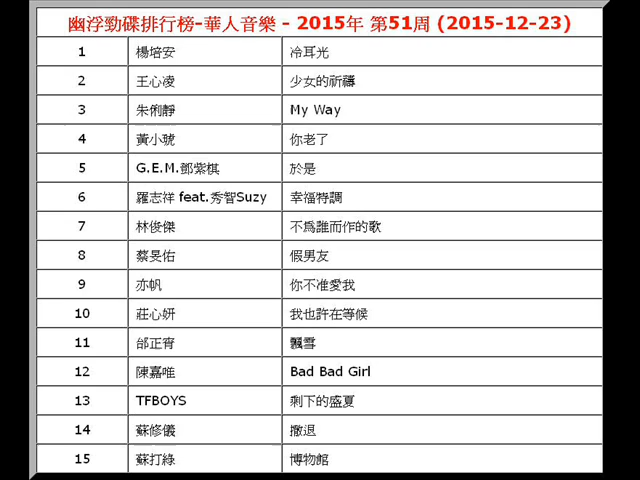 幽浮勁碟排行榜-華人音樂 - 2015年 第51周 (2015-12-23)
1 楊培安 冷耳光
2 王心凌 少女的祈禱
3 朱俐靜 My Way
4 黃小琥 你老了
5 G.E.M.鄧紫棋 於是
6 羅志祥 feat.秀智Suzy 幸福特調
7 林俊傑 不為誰而作的歌
8 蔡旻佑 假男友
9 亦帆 你不准愛我
10 莊心妍 我也許在等候
11 邰正宵 飄雪
12 陳嘉唯 Bad Bad Girl
13 TFBOYS 剩下的盛夏
14 蘇修儀 撤退
15 蘇打綠 博物館